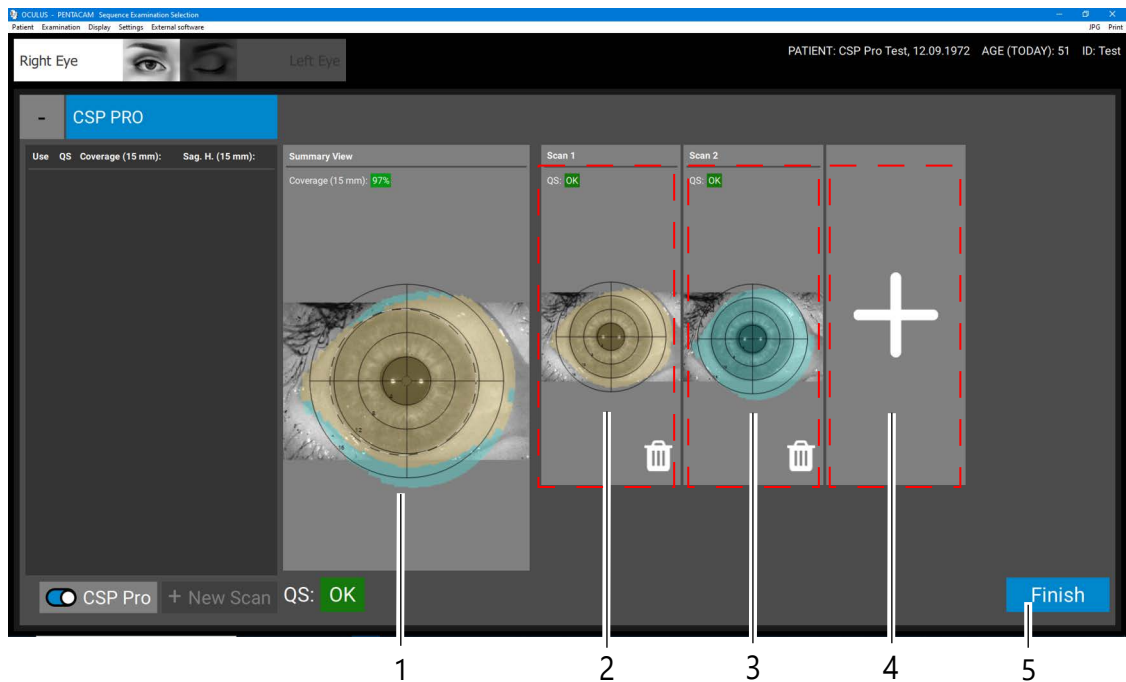 OCULUS - PENTACAM Sequence Examination Selection
Patient Examination Display Settings External software JPG Print
Right Eye Left Eye PATIENT: CSP Pro Test, 12.09.1972 AGE (TODAY): 51 ID: Test
- CSP PRO
Use QS Coverage (15 mm): Sag. H. (15 mm):
Summary View
Coverage (15 mm): 97%
Scan 1
QS: OK
Scan 2
QS: OK
CSP Pro + New Scan QS: OK Finish
1 2 3 4 5